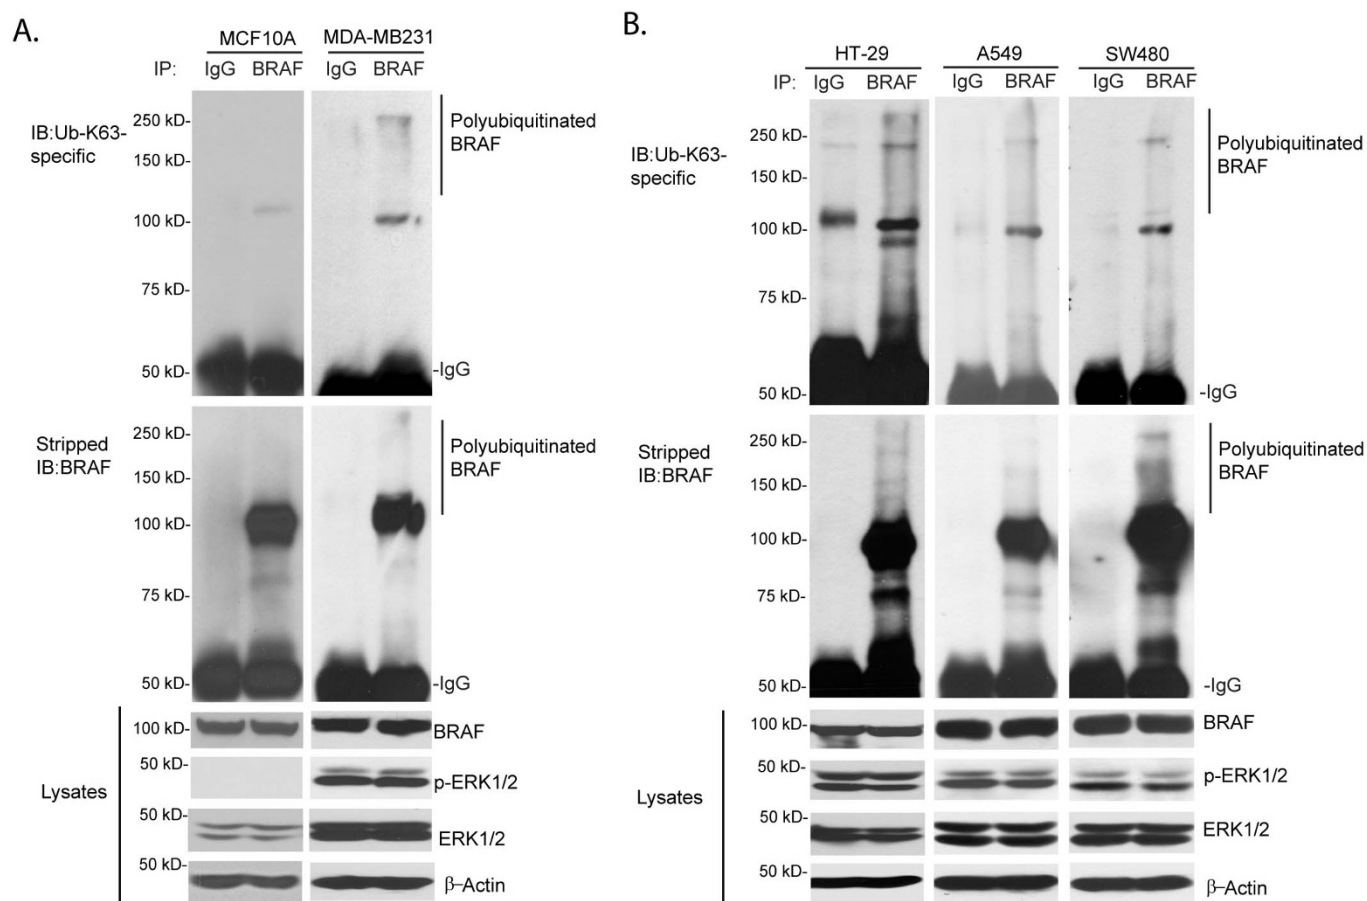 A.
MCF10A MDA-MB231
IP: IgG BRAF IgG BRAF
IB:Ub-K63-
specific
250 kD-
150 kD-
100 kD-
75 kD-
50 kD-
Polyubiquitinated
BRAF
-IgG
Stripped
IB:BRAF
250 kD-
150 kD-
100 kD-
75 kD-
50 kD-
Polyubiquitinated
BRAF
-IgG
Lysates
100 kD-
BRAF
50 kD-
p-ERK1/2
50 kD-
ERK1/2
50 kD-
β-Actin
B.
HT-29 A549 SW480
IP: IgG BRAF IgG BRAF IgG BRAF
IB:Ub-K63-
specific
250 kD-
150 kD-
100 kD-
75 kD-
50 kD-
Polyubiquitinated
BRAF
-IgG
Stripped
IB:BRAF
250 kD-
150 kD-
100 kD-
75 kD-
50 kD-
Polyubiquitinated
BRAF
-IgG
Lysates
100 kD-
BRAF
50 kD-
p-ERK1/2
50 kD-
ERK1/2
50 kD-
β-Actin